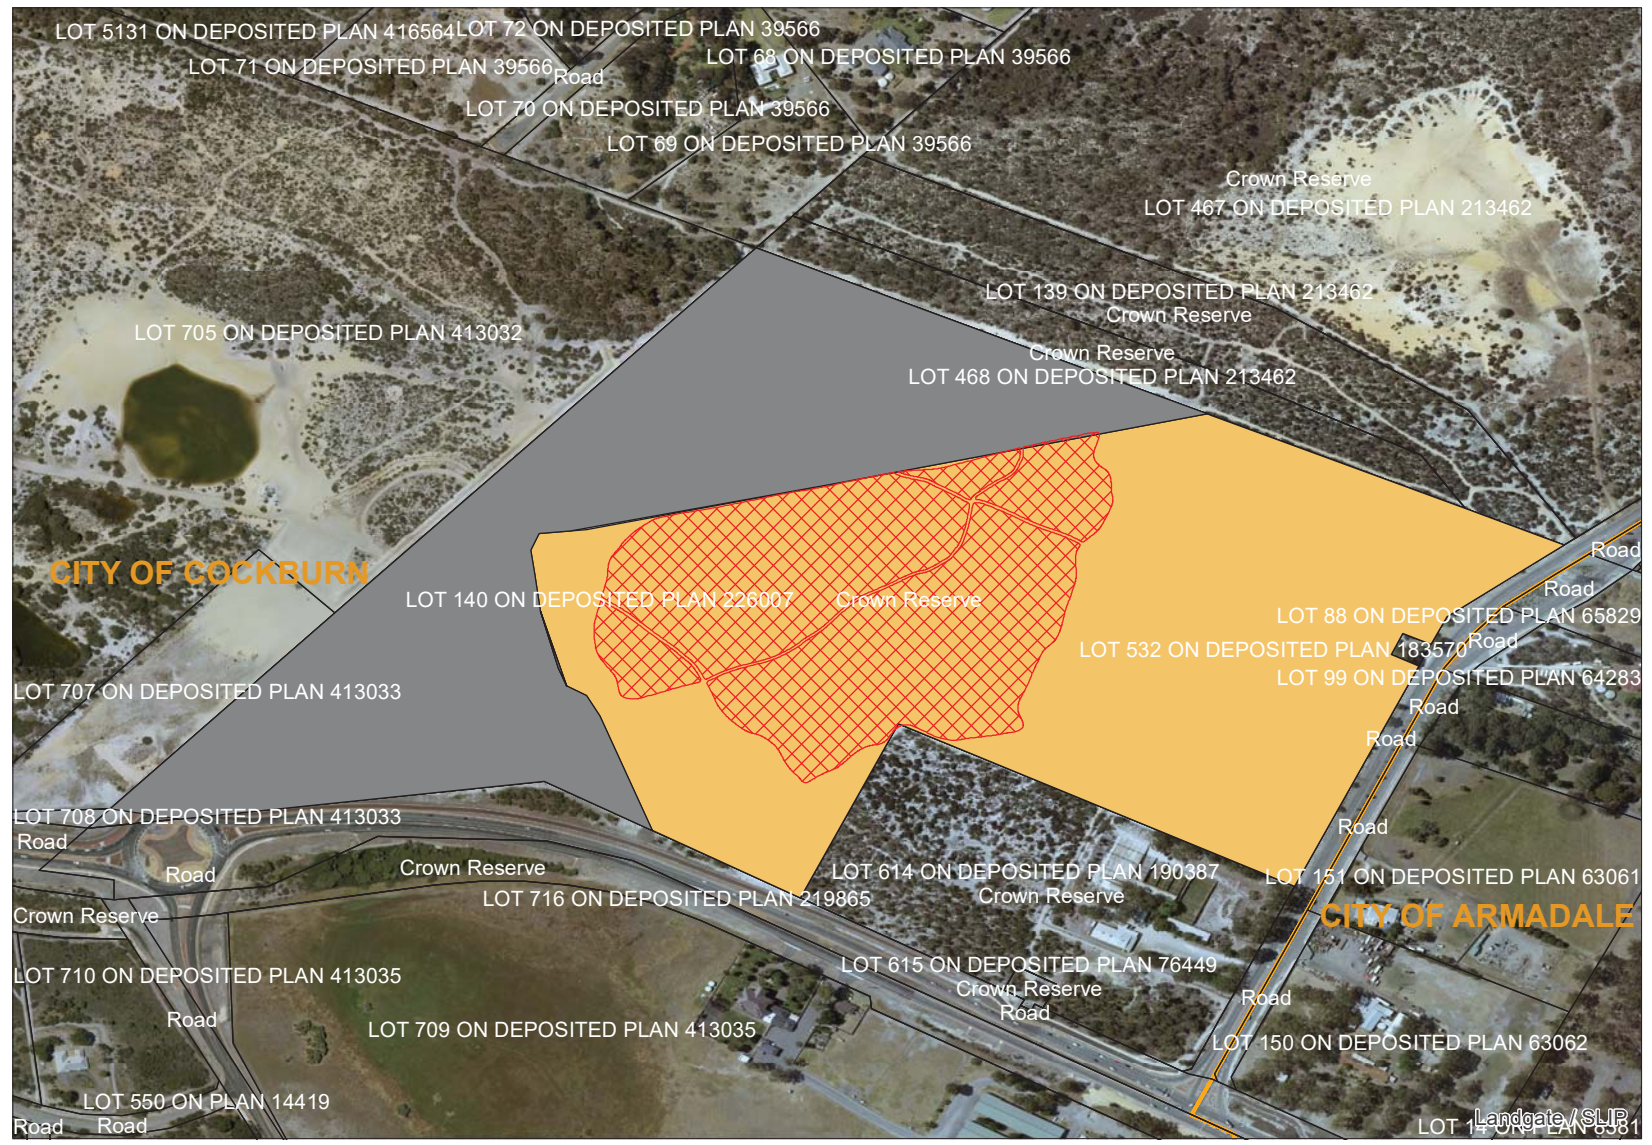 LOT 5131 ON DEPOSITED PLAN 416564
LOT 72 ON DEPOSITED PLAN 39566
LOT 68 ON DEPOSITED PLAN 39566
LOT 71 ON DEPOSITED PLAN 39566
Road
LOT 70 ON DEPOSITED PLAN 39566
LOT 69 ON DEPOSITED PLAN 39566
Crown Reserve
LOT 467 ON DEPOSITED PLAN 213462
LOT 139 ON DEPOSITED PLAN 213462
Crown Reserve
LOT 705 ON DEPOSITED PLAN 413032
Crown Reserve
LOT 468 ON DEPOSITED PLAN 213462
Road
CITY OF COCKBURN
Road
LOT 140 ON DEPOSITED PLAN 226007
Crown Reserve
LOT 88 ON DEPOSITED PLAN 65829
Road
LOT 532 ON DEPOSITED PLAN 183570
LOT 99 ON DEPOSITED PLAN 64283
LOT 707 ON DEPOSITED PLAN 413033
Road
Road
LOT 708 ON DEPOSITED PLAN 413033
Road
Road
Crown Reserve
LOT 614 ON DEPOSITED PLAN 190387
Road
LOT 151 ON DEPOSITED PLAN 63061
Crown Reserve
LOT 716 ON DEPOSITED PLAN 219865
Crown Reserve
CITY OF ARMADALE
LOT 710 ON DEPOSITED PLAN 413035
LOT 615 ON DEPOSITED PLAN 76449
Crown Reserve
Road
Road
Road
LOT 709 ON DEPOSITED PLAN 413035
LOT 150 ON DEPOSITED PLAN 63062
LOT 550 ON PLAN 14419
Road
Road
Landgate / SLIP
LOT 14 ON PLAN 8381